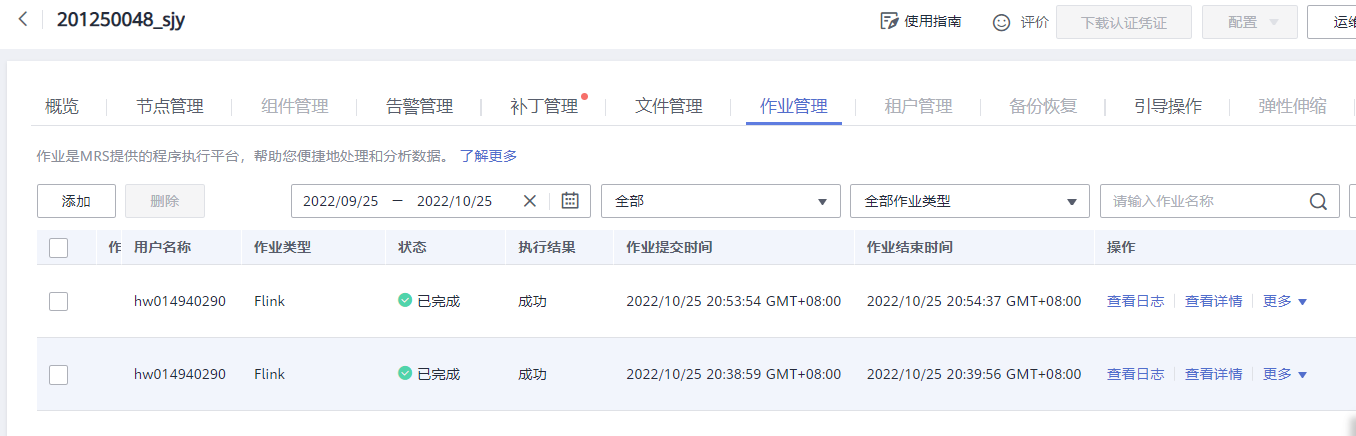 201250048_sjy 使用指南 评价 下载认证凭证 配置 运维
概览 节点管理 组件管理 告警管理 补丁管理 文件管理 作业管理 租户管理 备份恢复 引导操作 弹性伸缩
作业是MRS提供的程序执行平台，帮助您便捷地处理和分析数据。 了解更多
添加 删除 2022/09/25 — 2022/10/25 全部 全部作业类型 请输入作业名称
作 用户名称 作业类型 状态 执行结果 作业提交时间 作业结束时间 操作
hw014940290 Flink 已完成 成功 2022/10/25 20:53:54 GMT+08:00 2022/10/25 20:54:37 GMT+08:00 查看日志 查看详情 更多
hw014940290 Flink 已完成 成功 2022/10/25 20:38:59 GMT+08:00 2022/10/25 20:39:56 GMT+08:00 查看日志 查看详情 更多